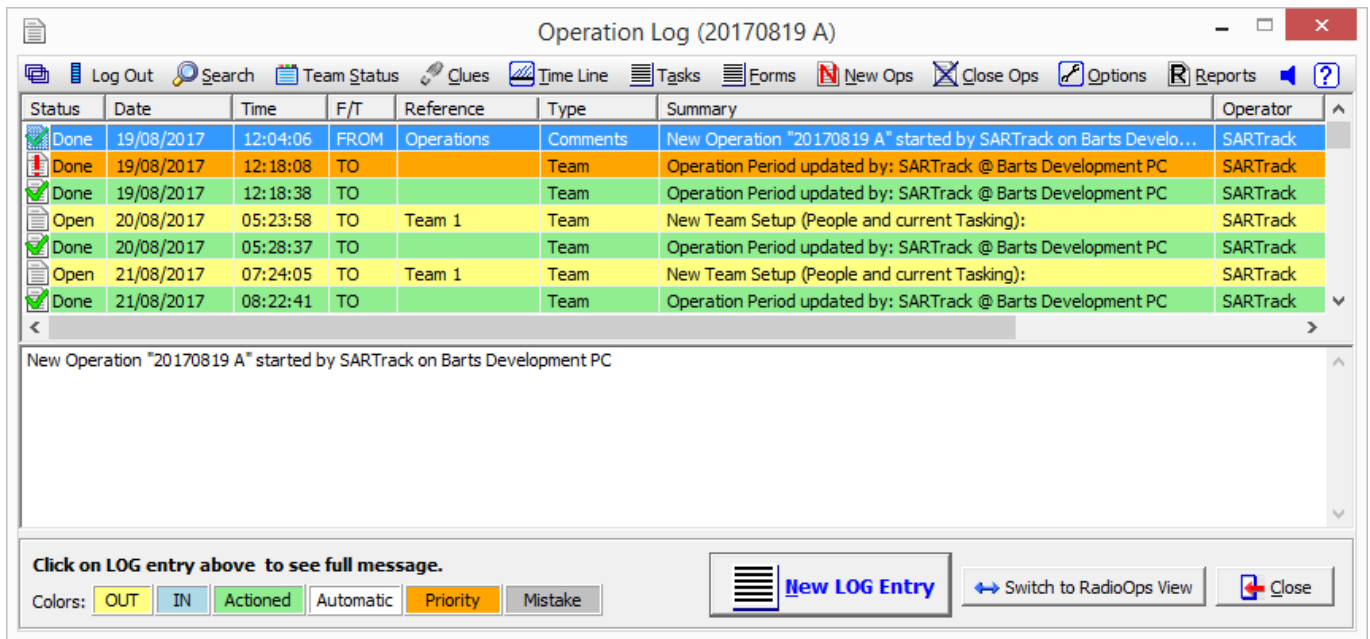 Operation Log (20170819 A)
Log Out Search Team Status Clues Time Line Tasks Forms N New Ops Close Ops Options R Reports ?
Status Date Time F/T Reference Type Summary Operator
Done 19/08/2017 12:04:06 FROM Operations Comments New Operation "20170819 A" started by SARTrack on Barts Develo... SARTrack
Done 19/08/2017 12:18:08 TO Team Operation Period updated by: SARTrack @ Barts Development PC SARTrack
Done 19/08/2017 12:18:38 TO Team Operation Period updated by: SARTrack @ Barts Development PC SARTrack
Open 20/08/2017 05:23:58 TO Team 1 Team New Team Setup (People and current Tasking): SARTrack
Done 20/08/2017 05:28:37 TO Team Operation Period updated by: SARTrack @ Barts Development PC SARTrack
Open 21/08/2017 07:24:05 TO Team 1 Team New Team Setup (People and current Tasking): SARTrack
Done 21/08/2017 08:22:41 TO Team Operation Period updated by: SARTrack @ Barts Development PC SARTrack
New Operation "20170819 A" started by SARTrack on Barts Development PC
Click on LOG entry above to see full message.
Colors: OUT IN Actioned Automatic Priority Mistake
New LOG Entry Switch to RadioOps View Close